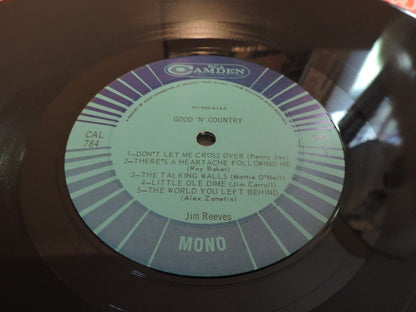 RCA
CAMDEN
GOOD 'N' COUNTRY
CAL
784
1—DON'T LET ME CROSS OVER (Penny Jay)
2—THERE'S A HEARTACHE FOLLOWING ME
(Ray Baker)
3—THE TALKING WALLS (Mattie O'Neil)
4—LITTLE OLE DIME (Jim Carroll)
5—THE WORLD YOU LEFT BEHIND
(Alex Zanetis)
Jim Reeves
MONO